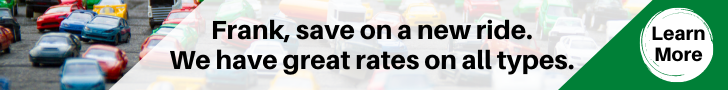 Frank, save on a new ride.
We have great rates on all types.
Learn
More